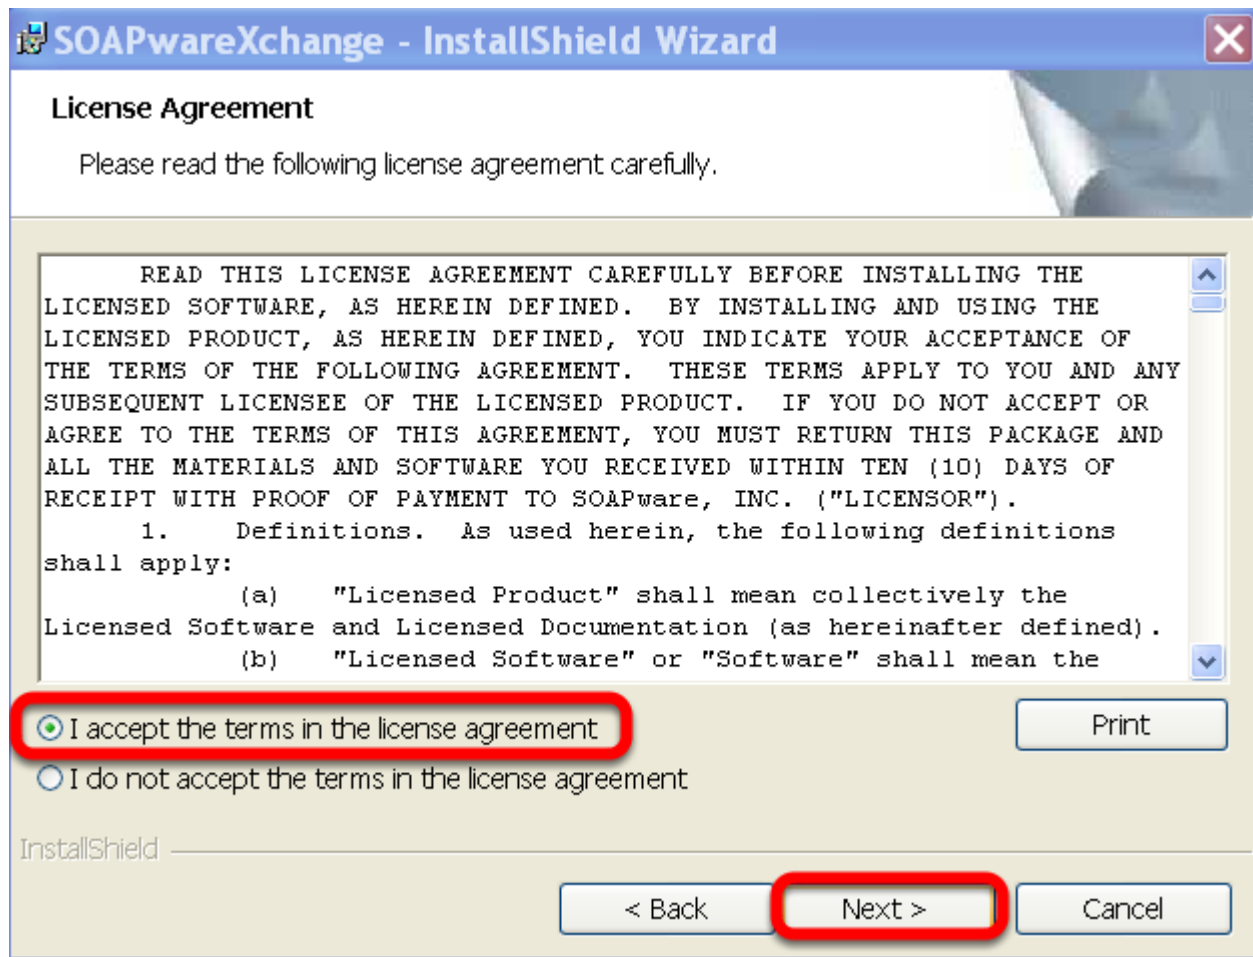 SOAPwareXchange - InstallShield Wizard
License Agreement
Please read the following license agreement carefully.
READ THIS LICENSE AGREEMENT CAREFULLY BEFORE INSTALLING THE
LICENSED SOFTWARE, AS HEREIN DEFINED.  BY INSTALLING AND USING THE
LICENSED PRODUCT, AS HEREIN DEFINED, YOU INDICATE YOUR ACCEPTANCE OF
THE TERMS OF THE FOLLOWING AGREEMENT.  THESE TERMS APPLY TO YOU AND ANY
SUBSEQUENT LICENSEE OF THE LICENSED PRODUCT.  IF YOU DO NOT ACCEPT OR
AGREE TO THE TERMS OF THIS AGREEMENT, YOU MUST RETURN THIS PACKAGE AND
ALL THE MATERIALS AND SOFTWARE YOU RECEIVED WITHIN TEN (10) DAYS OF
RECEIPT WITH PROOF OF PAYMENT TO SOAPware, INC. ("LICENSOR").
1.    Definitions.  As used herein, the following definitions
shall apply:
(a)   "Licensed Product" shall mean collectively the
Licensed Software and Licensed Documentation (as hereinafter defined).
(b)   "Licensed Software" or "Software" shall mean the
I accept the terms in the license agreement
Print
I do not accept the terms in the license agreement
InstallShield
< Back
Next >
Cancel